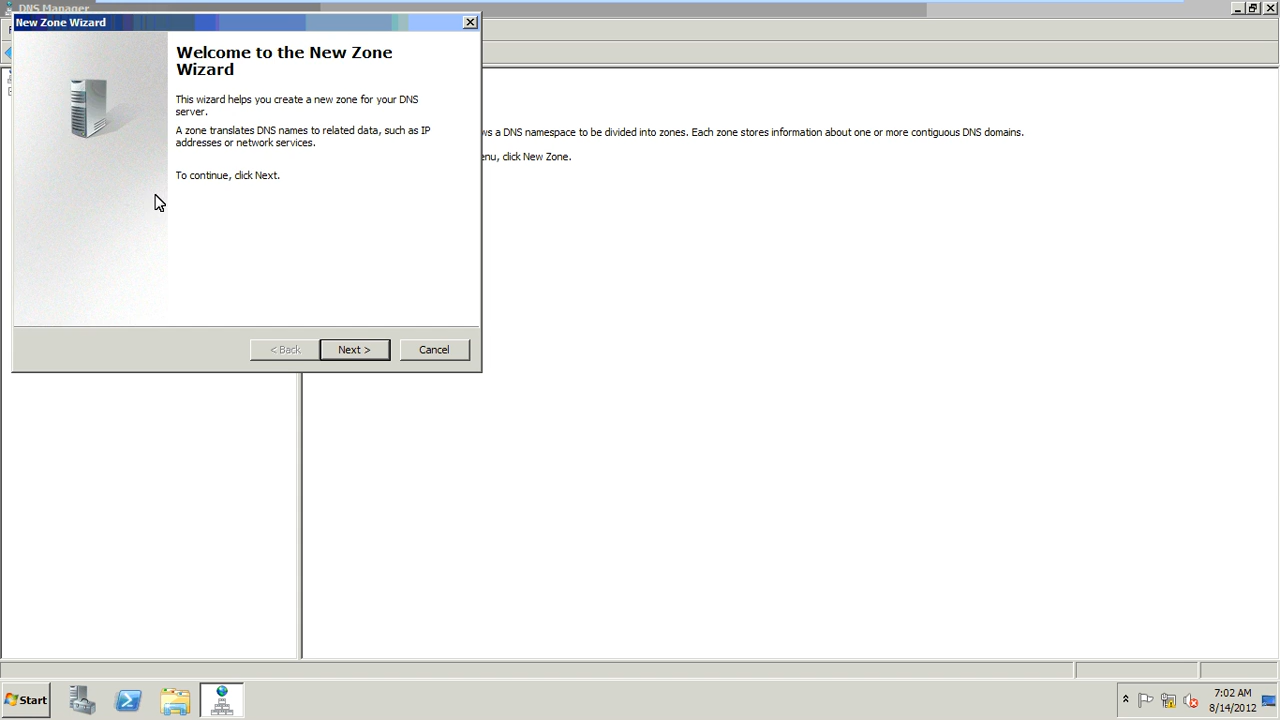 DNS Manager
New Zone Wizard
Welcome to the New Zone
Wizard
This wizard helps you create a new zone for your DNS
server.
A zone translates DNS names to related data, such as IP
addresses or network services.
To continue, click Next.
< Back
Next >
Cancel
a DNS namespace to be divided into zones. Each zone stores information about one or more contiguous DNS domains.
click New Zone.
Start
7:02 AM
8/14/2012